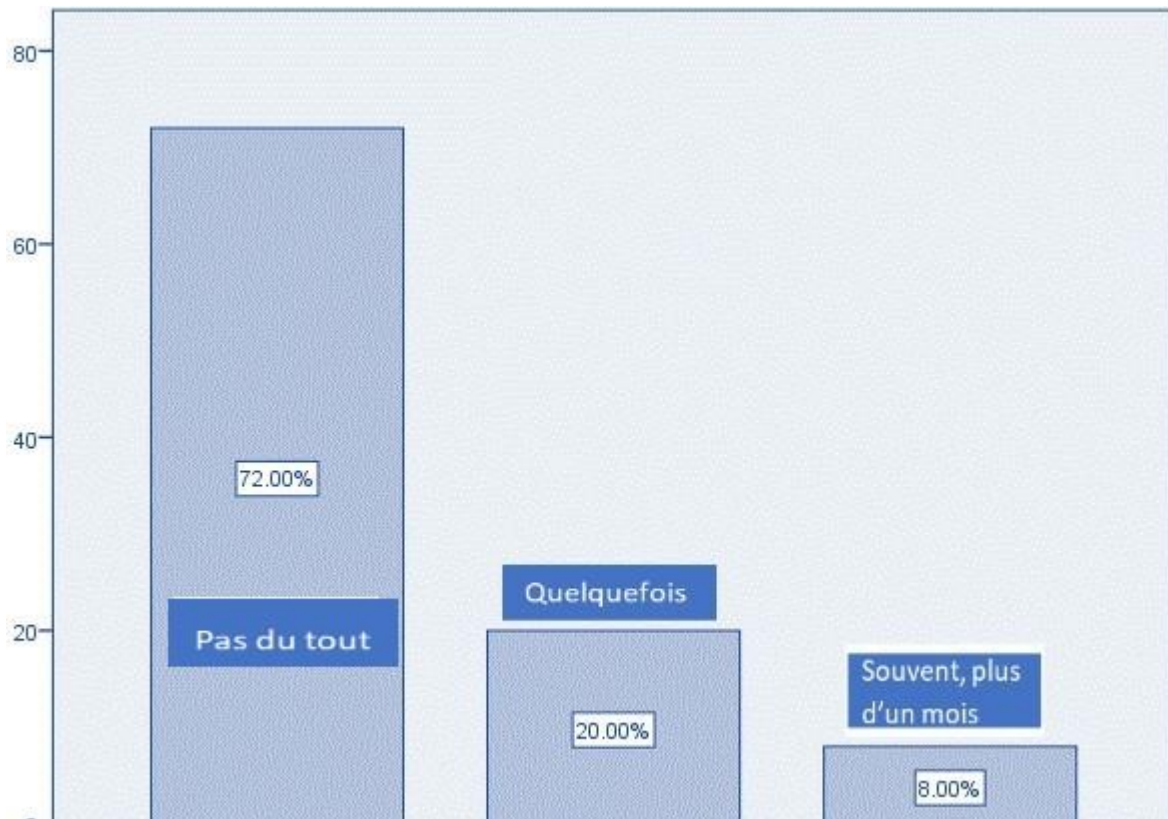 80
60
40
72.00%
Quelquefois
20
Pas du tout
Souvent, plus
d'un mois
20.00%
8.00%